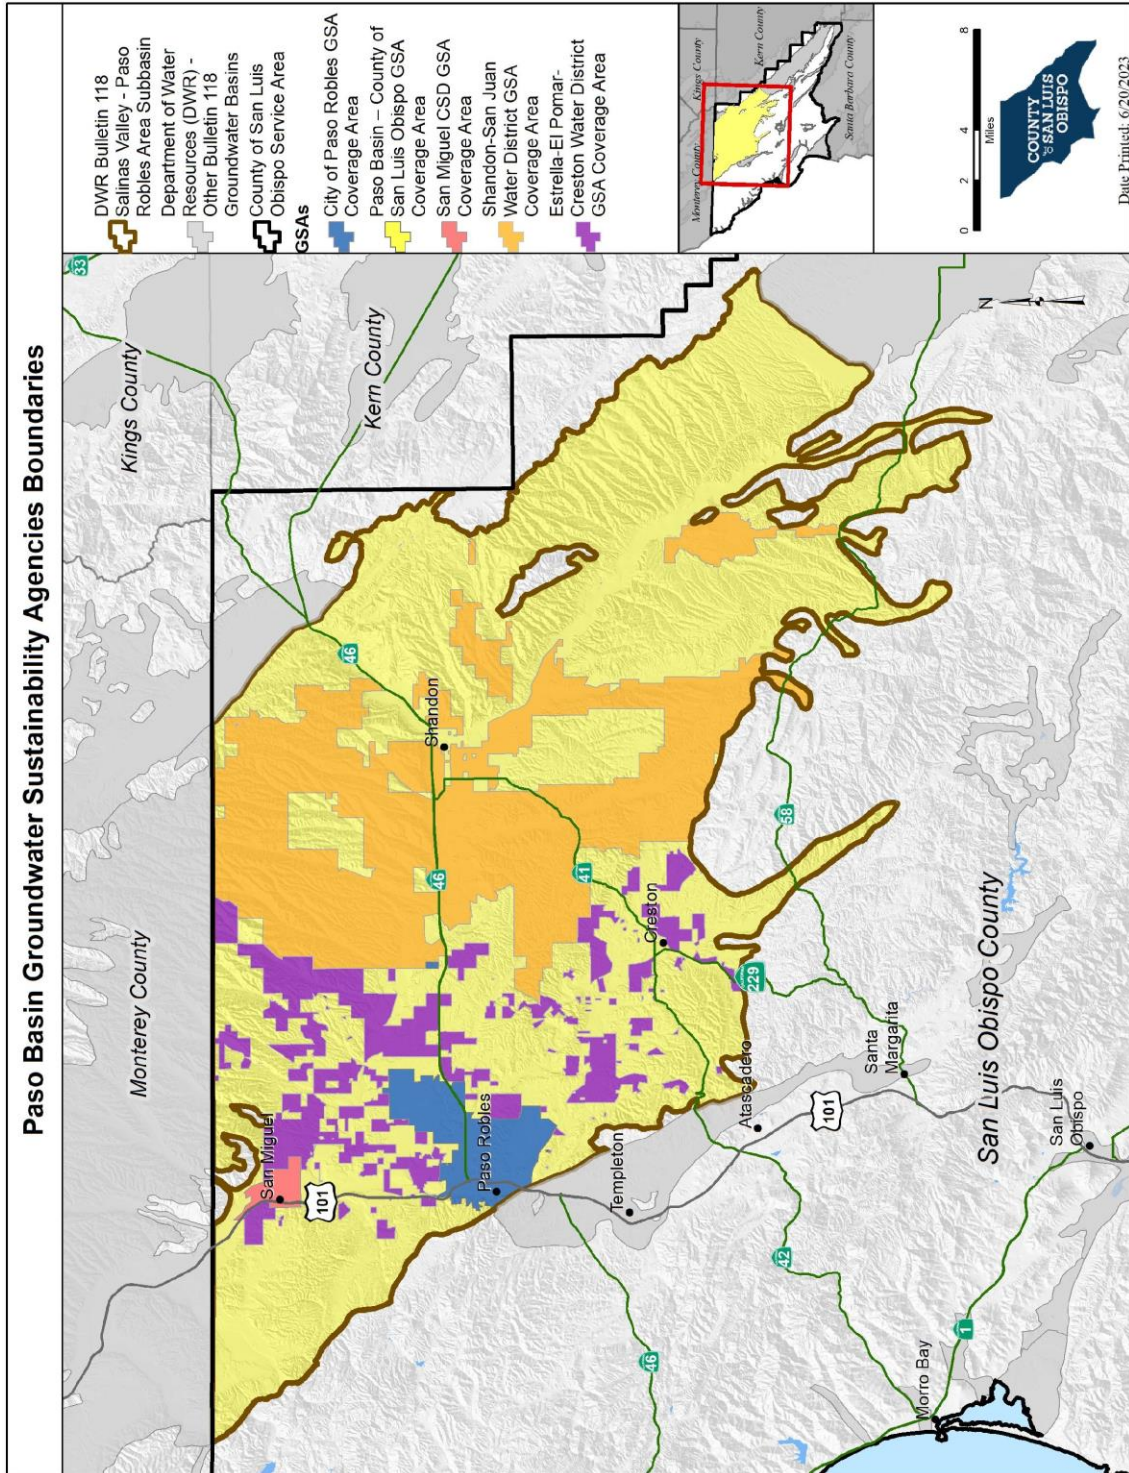 Paso Basin Groundwater Sustainability Agencies Boundaries
Monterey County
Kings County
Kern County
33
46
San Miguel
101
Shandon
46
Paso Robles
41
Creston
Templeton
229
Atascadero
58
42
101
Santa
Margarita
46
San Luis Obispo County
Morro Bay
1
San Luis
Obispo
N
DWR Bulletin 118
Salinas Valley - Paso
Robles Area Subbasin
Department of Water
Resources (DWR) -
Other Bulletin 118
Groundwater Basins
County of San Luis
Obispo Service Area
GSAs
City of Paso Robles GSA
Coverage Area
Paso Basin – County of
San Luis Obispo GSA
Coverage Area
San Miguel CSD GSA
Coverage Area
Shandon-San Juan
Water District GSA
Coverage Area
Estrella-El Pomar-
Creston Water District
GSA Coverage Area
Monterey County
Kings County
Kern County
Santa Barbara County
0 2 4 8
Miles
COUNTY
OF SAN LUIS
OBISPO
Date Printed: 6/20/2023